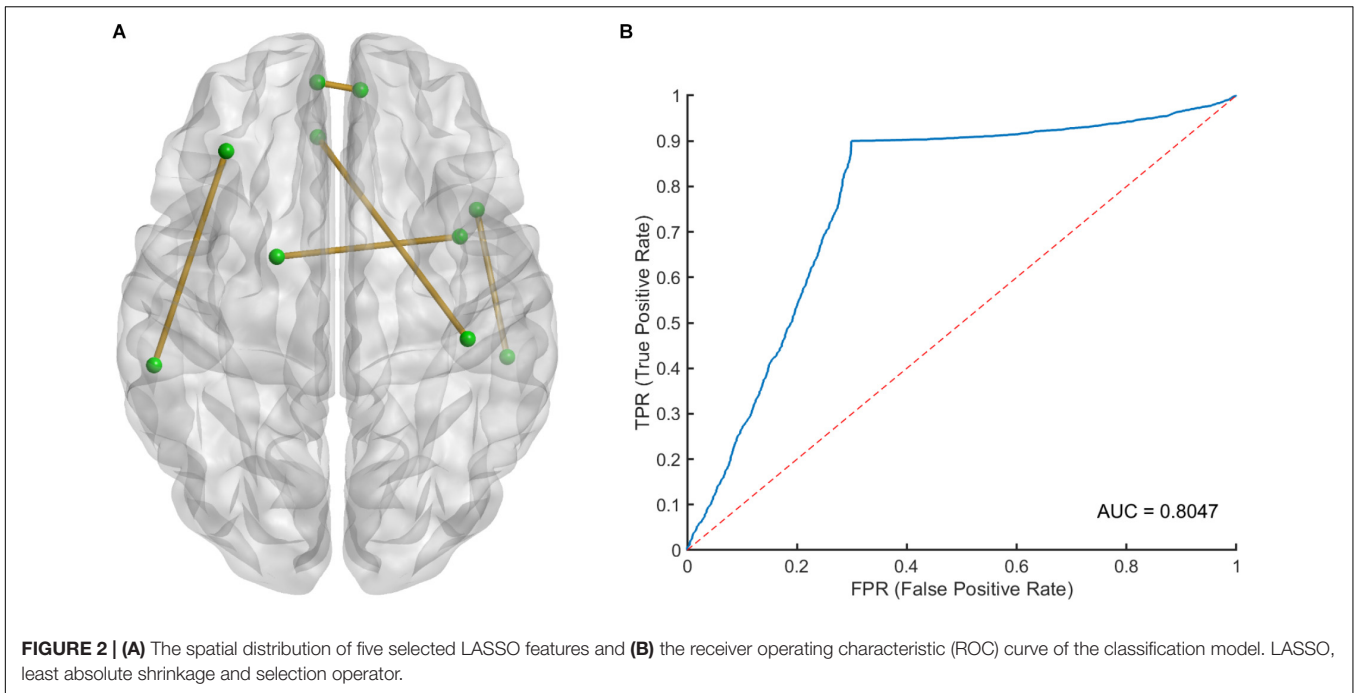 A
B
1
0.9
0.8
0.7
0.6
0.5
0.4
0.3
0.2
0.1
0
TPR (True Positive Rate)
AUC = 0.8047
0 0.2 0.4 0.6 0.8 1
FPR (False Positive Rate)
FIGURE 2 | (A) The spatial distribution of five selected LASSO features and (B) the receiver operating characteristic (ROC) curve of the classification model. LASSO,
least absolute shrinkage and selection operator.